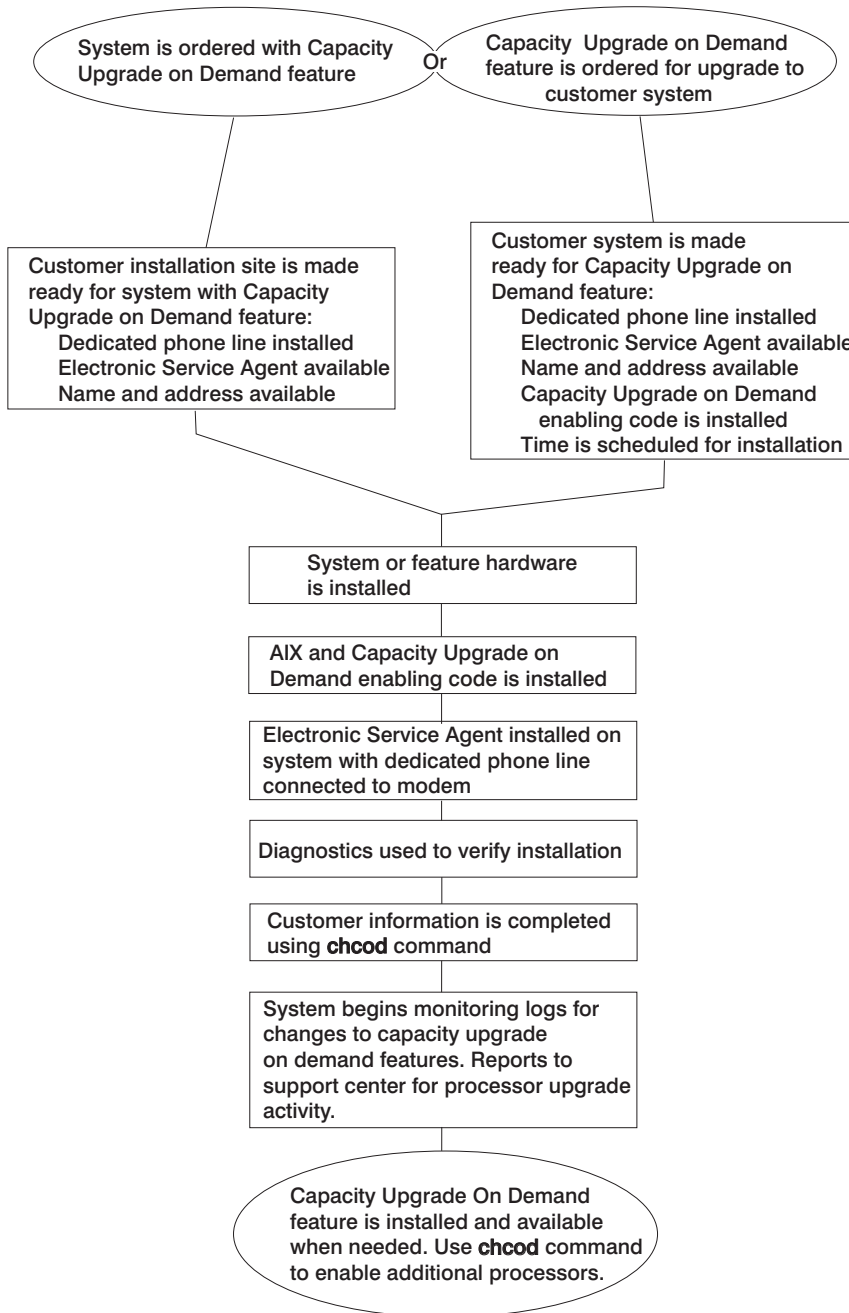 System is ordered with Capacity
Upgrade on Demand feature
Or
Capacity Upgrade on Demand
feature is ordered for upgrade to
customer system
Customer installation site is made
ready for system with Capacity
Upgrade on Demand feature:
Dedicated phone line installed
Electronic Service Agent available
Name and address available
Customer system is made
ready for Capacity Upgrade on
Demand feature:
Dedicated phone line installed
Electronic Service Agent available
Name and address available
Capacity Upgrade on Demand
enabling code is installed
Time is scheduled for installation
System or feature hardware
is installed
AIX and Capacity Upgrade on
Demand enabling code is installed
Electronic Service Agent installed on
system with dedicated phone line
connected to modem
Diagnostics used to verify installation
Customer information is completed
using chcod command
System begins monitoring logs for
changes to capacity upgrade
on demand features. Reports to
support center for processor upgrade
activity.
Capacity Upgrade On Demand
feature is installed and available
when needed. Use chcod command
to enable additional processors.